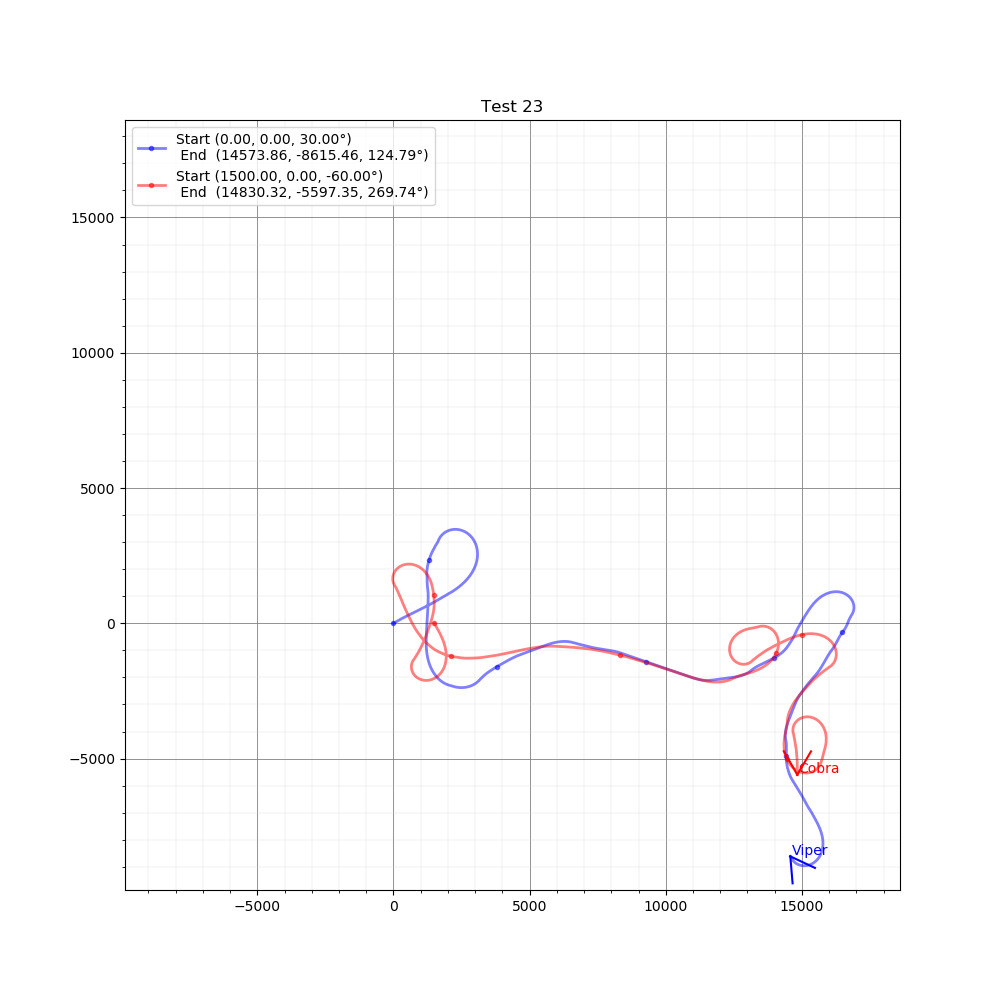 Test 23
Start (0.00, 0.00, 30.00°)
End (14573.86, -8615.46, 124.79°)
Start (1500.00, 0.00, -60.00°)
End (14830.32, -5597.35, 269.74°)
15000
10000
5000
0
−5000
Cobra
Viper
−5000 0 5000 10000 15000